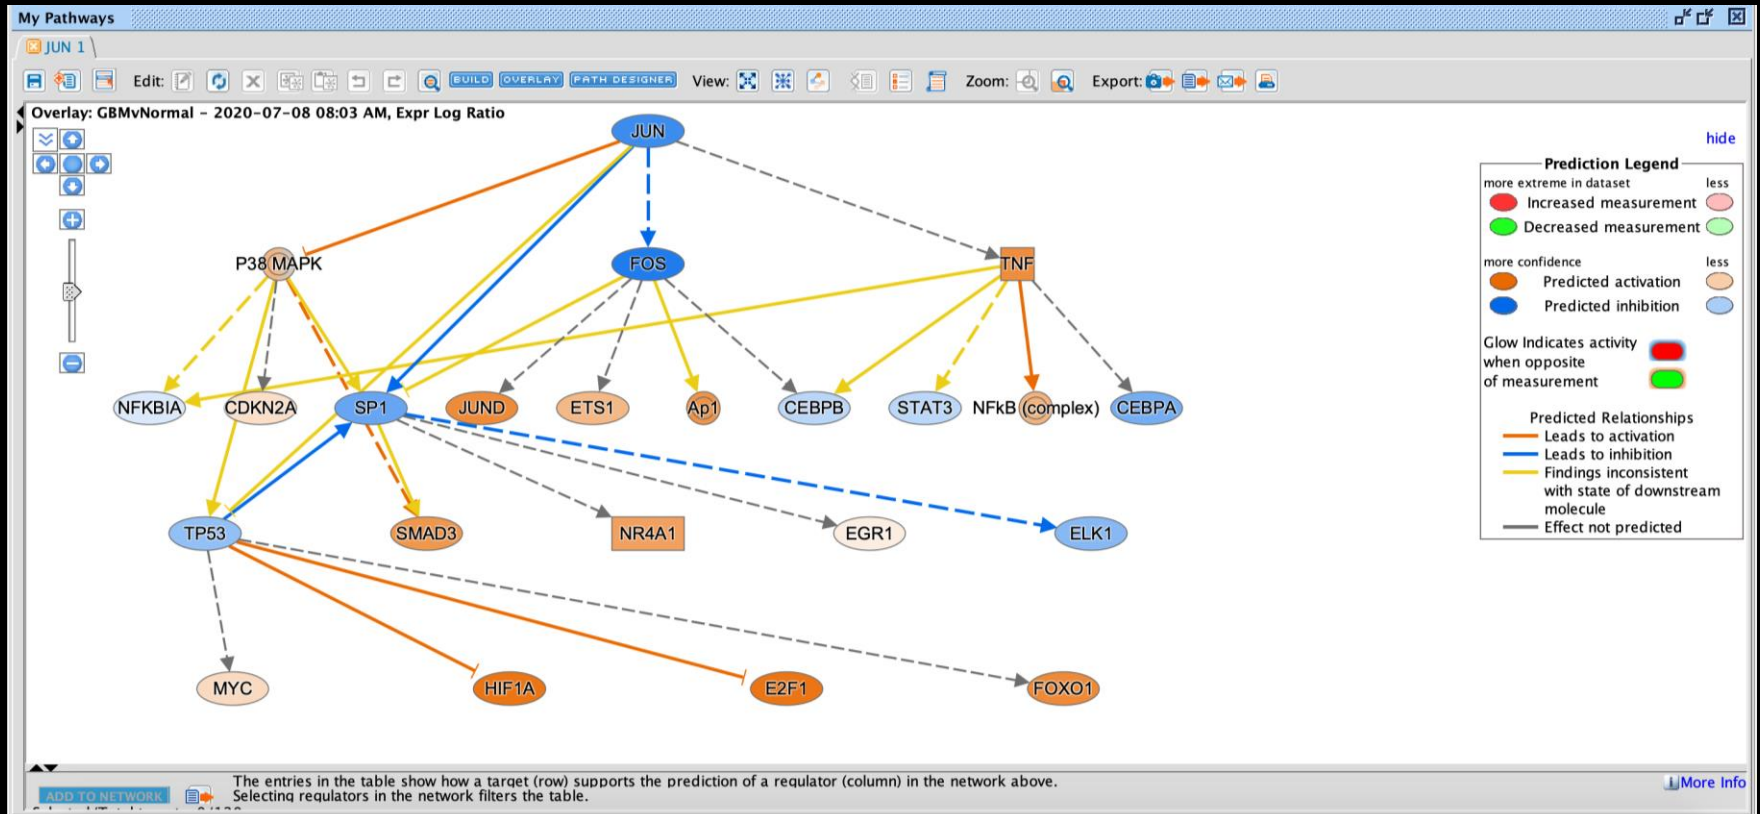 My Pathways
JUN 1
Edit:
BUILD
OVERLAY
PATH DESIGNER
View:
Zoom:
Export:
Overlay: GBMvNormal - 2020-07-08 08:03 AM, Expr Log Ratio
JUN
P38 MAPK
FOS
TNF
NFKBIA
CDKN2A
SP1
JUND
ETS1
Ap1
CEBPB
STAT3
NFkB (complex)
CEBPA
TP53
SMAD3
NR4A1
EGR1
ELK1
MYC
HIF1A
E2F1
FOXO1
hide
Prediction Legend
more extreme in dataset less
Increased measurement
Decreased measurement
more confidence less
Predicted activation
Predicted inhibition
Glow Indicates activity
when opposite
of measurement
Predicted Relationships
Leads to activation
Leads to inhibition
Findings inconsistent
with state of downstream
molecule
Effect not predicted
ADD TO NETWORK
The entries in the table show how a target (row) supports the prediction of a regulator (column) in the network above.
Selecting regulators in the network filters the table.
More Info